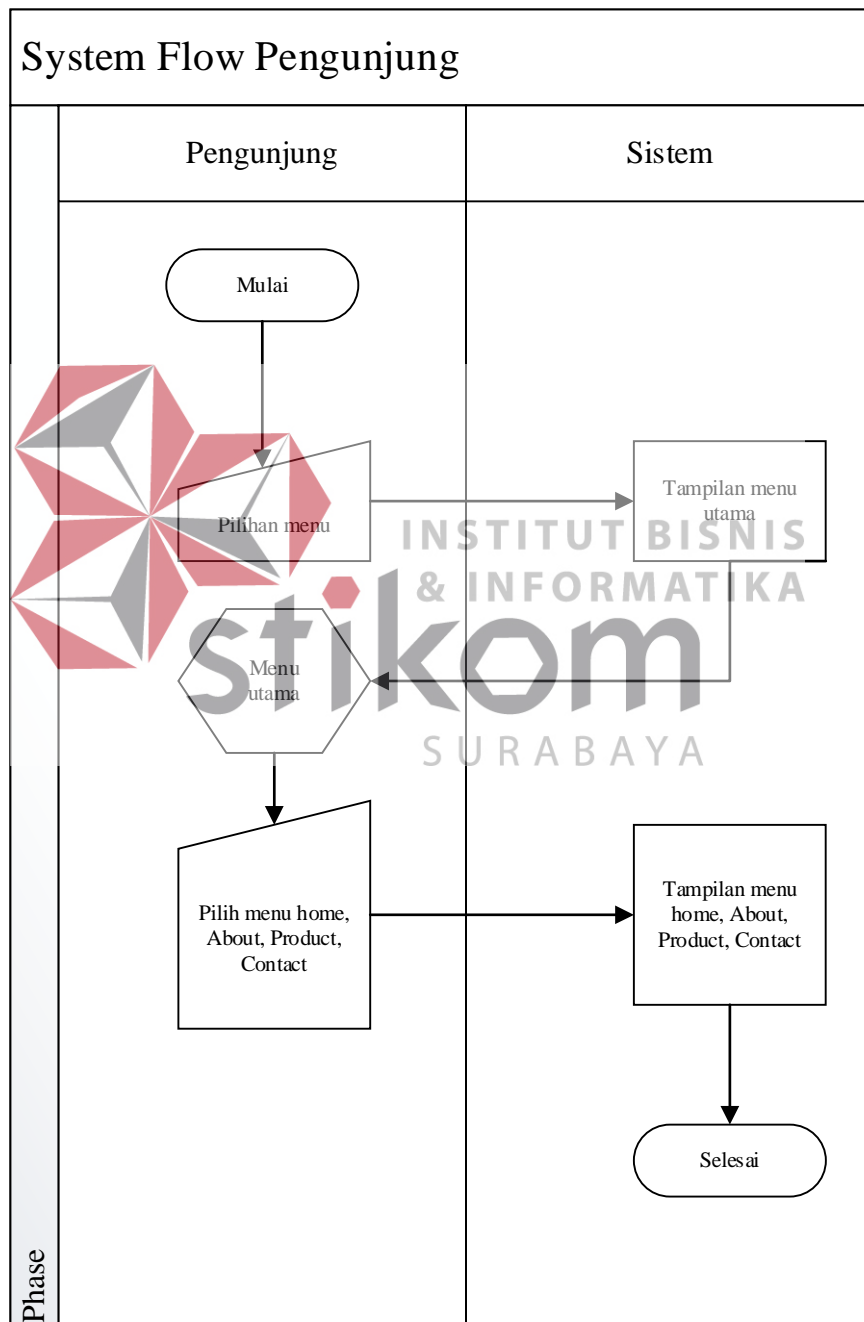 System Flow Pengunjung
Pengunjung
Sistem
Mulai
Pilihan menu
Tampilan menu
utama
INSTITUT BISNIS
& INFORMATIKA
stikom
SURABAYA
Menu
utama
Pilih menu home,
About, Product,
Contact
Tampilan menu
home, About,
Product, Contact
Selesai
Phase